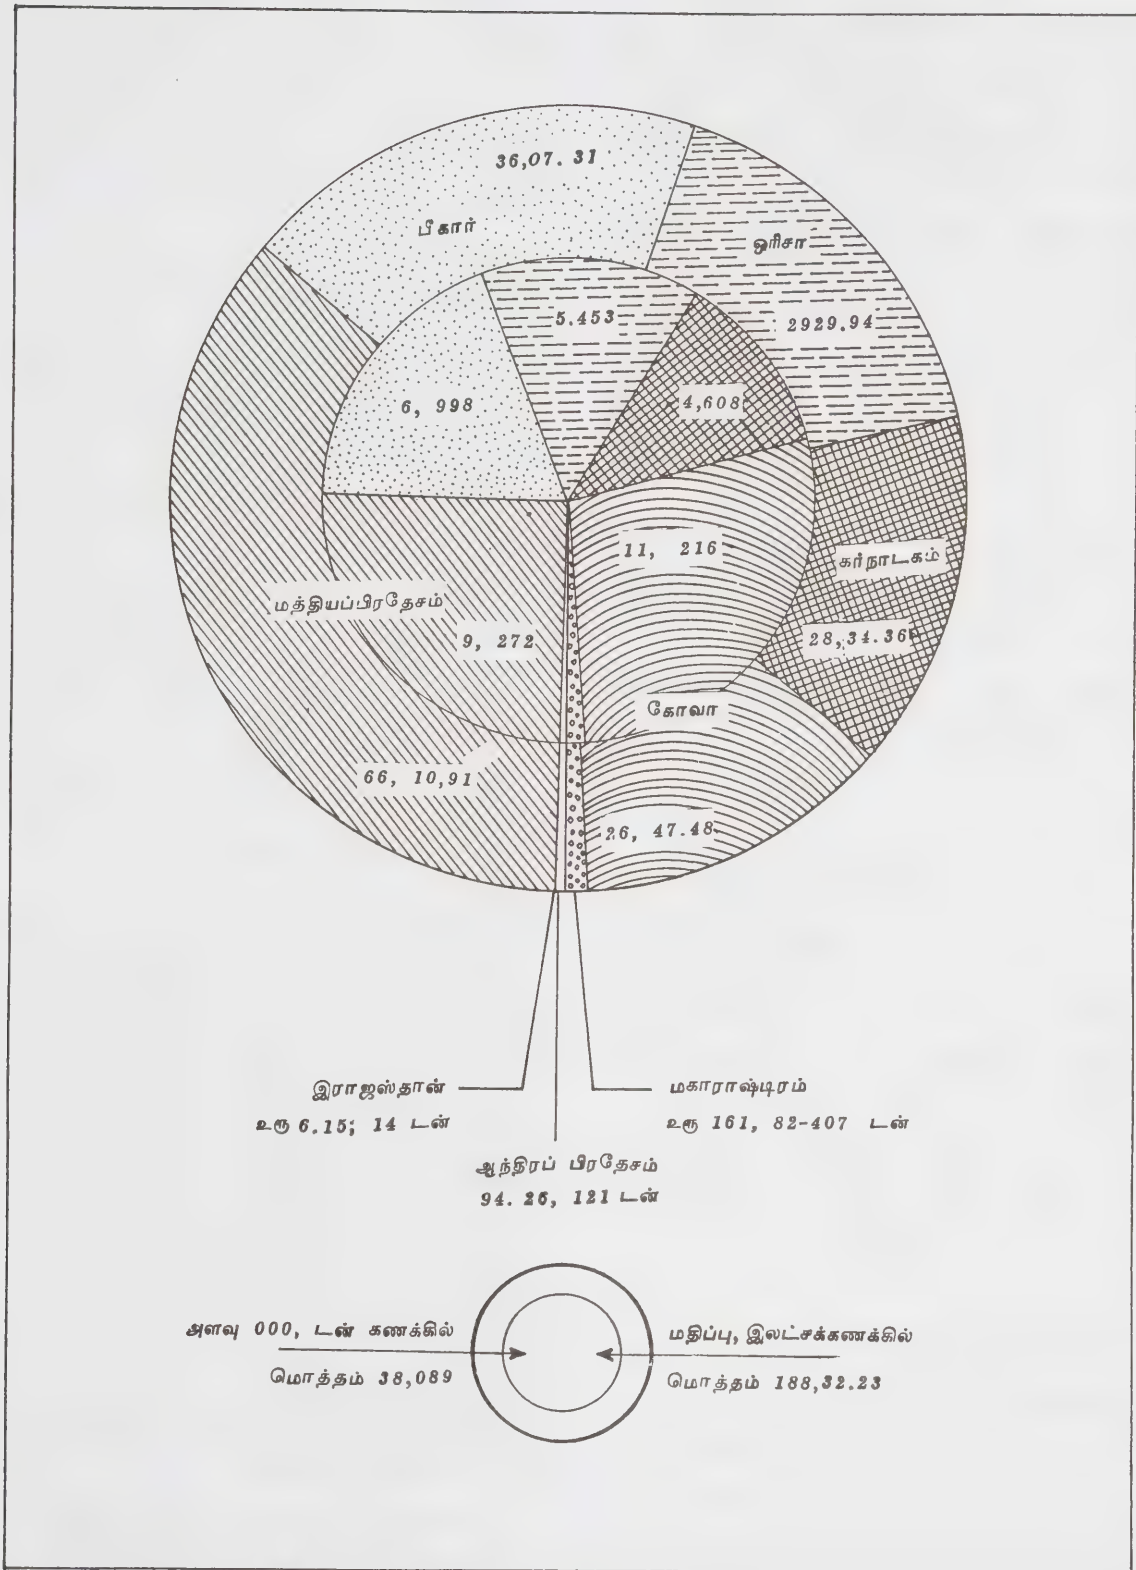 36,07.31
பீகார்
ஒரிசா
5.453
2929.94
6, 998
4,608
11, 216
கர்நாடகம்
மத்தியப்பிரதேசம்
9, 272
28,34.36
கோவா
66, 10,91
26, 47.48
இராஜஸ்தான்
உரூ 6.15; 14 டன்
மகாராஷ்டிரம்
உரூ 161, 82-407 டன்
ஆந்திரப் பிரதேசம்
94. 26, 121 டன்
அளவு 000, டன் கணக்கில்
மொத்தம் 38,089
மதிப்பு, இலட்சக்கணக்கில்
மொத்தம் 188,32.23